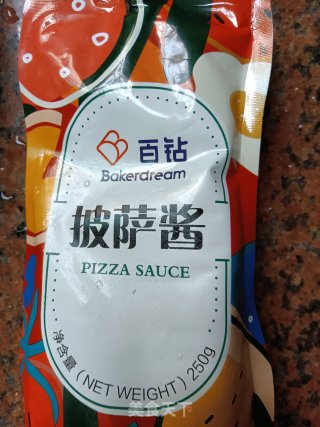 百钻
Bakerdream
披萨酱
PIZZA SAUCE
净含量 (NET WEIGHT) 250g
美食天下